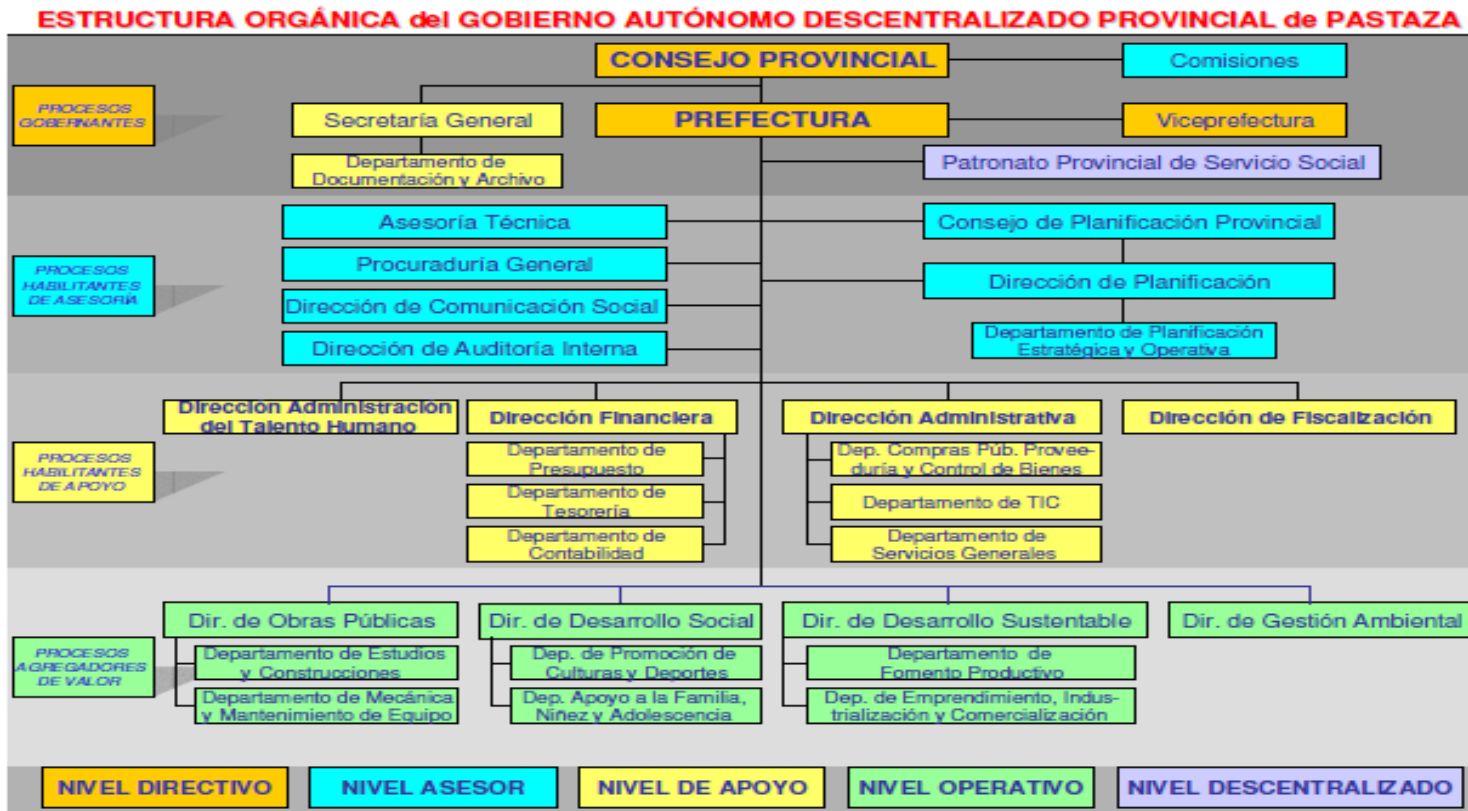 ESTRUCTURA ORGÁNICA del GOBIERNO AUTÓNOMO DESCENTRALIZADO PROVINCIAL de PASTAZA
CONSEJO PROVINCIAL
Comisiones
PROCESOS
GOBERNANTES
Secretaría General
PREFECTURA
Viceprefectura
Departamento de
Documentación y Archivo
Patronato Provincial de Servicio Social
Asesoría Técnica
Consejo de Planificación Provincial
PROCESOS
HABILITANTES
DE ASESORÍA
Procuraduría General
Dirección de Planificación
Dirección de Comunicación Social
Dirección de Auditoría Interna
Departamento de Planificación
Estratégica y Operativa
Dirección Administración
del Talento Humano
Dirección Financiera
Dirección Administrativa
Dirección de Fiscalización
PROCESOS
HABILITANTES
DE APOYO
Departamento de
Presupuesto
Dep. Compras Púb. Provee-
duría y Control de Bienes
Departamento de
Tesorería
Departamento de TIC
Departamento de
Contabilidad
Departamento de
Servicios Generales
Dir. de Obras Públicas
Dir. de Desarrollo Social
Dir. de Desarrollo Sustentable
Dir. de Gestión Ambiental
PROCESOS
AGREGADORES
DE VALOR
Departamento de Estudios
y Construcciones
Dep. de Promoción de
Culturas y Deportes
Departamento de
Fomento Productivo
Departamento de Mecánica
y Mantenimiento de Equipo
Dep. Apoyo a la Familia,
Niñez y Adolescencia
Dep. de Emprendimiento, Indus-
trialización y Comercialización
NIVEL DIRECTIVO
NIVEL ASESOR
NIVEL DE APOYO
NIVEL OPERATIVO
NIVEL DESCENTRALIZADO